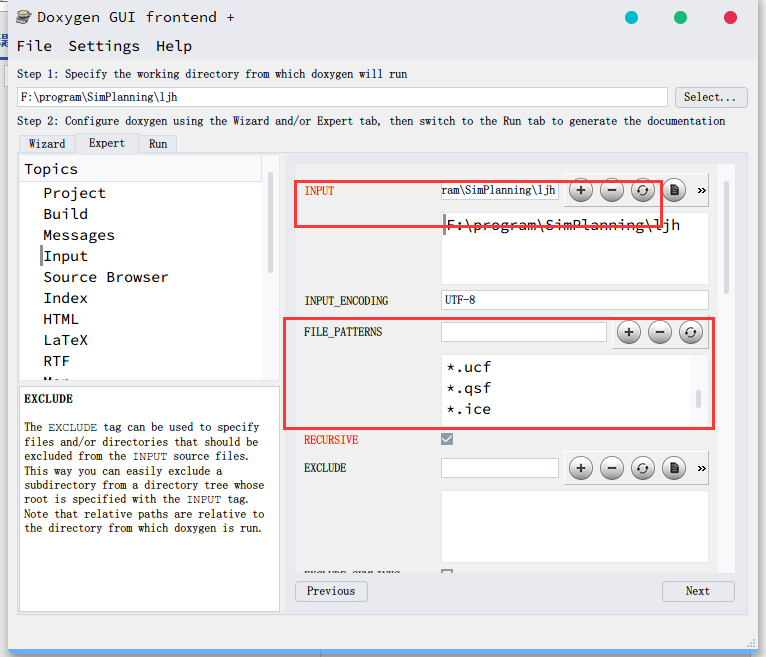 Doxygen GUI frontend +
File Settings Help
Step 1: Specify the working directory from which doxygen will run
F:\program\SimPlanning\ljh
Select...
Step 2: Configure doxygen using the Wizard and/or Expert tab, then switch to the Run tab to generate the documentation
Wizard Expert Run
Topics
Project
Build
Messages
Input
Source Browser
Index
HTML
LaTeX
RTF
EXCLUDE
The EXCLUDE tag can be used to specify
files and/or directories that should be
excluded from the INPUT source files.
This way you can easily exclude a
subdirectory from a directory tree whose
root is specified with the INPUT tag.
Note that relative paths are relative to
the directory from which doxygen is run.
INPUT ram\SimPlanning\ljh
F:\program\SimPlanning\ljh
INPUT_ENCODING UTF-8
FILE_PATTERNS
*.ucf
*.qsf
*.ice
RECURSIVE
EXCLUDE
Previous Next